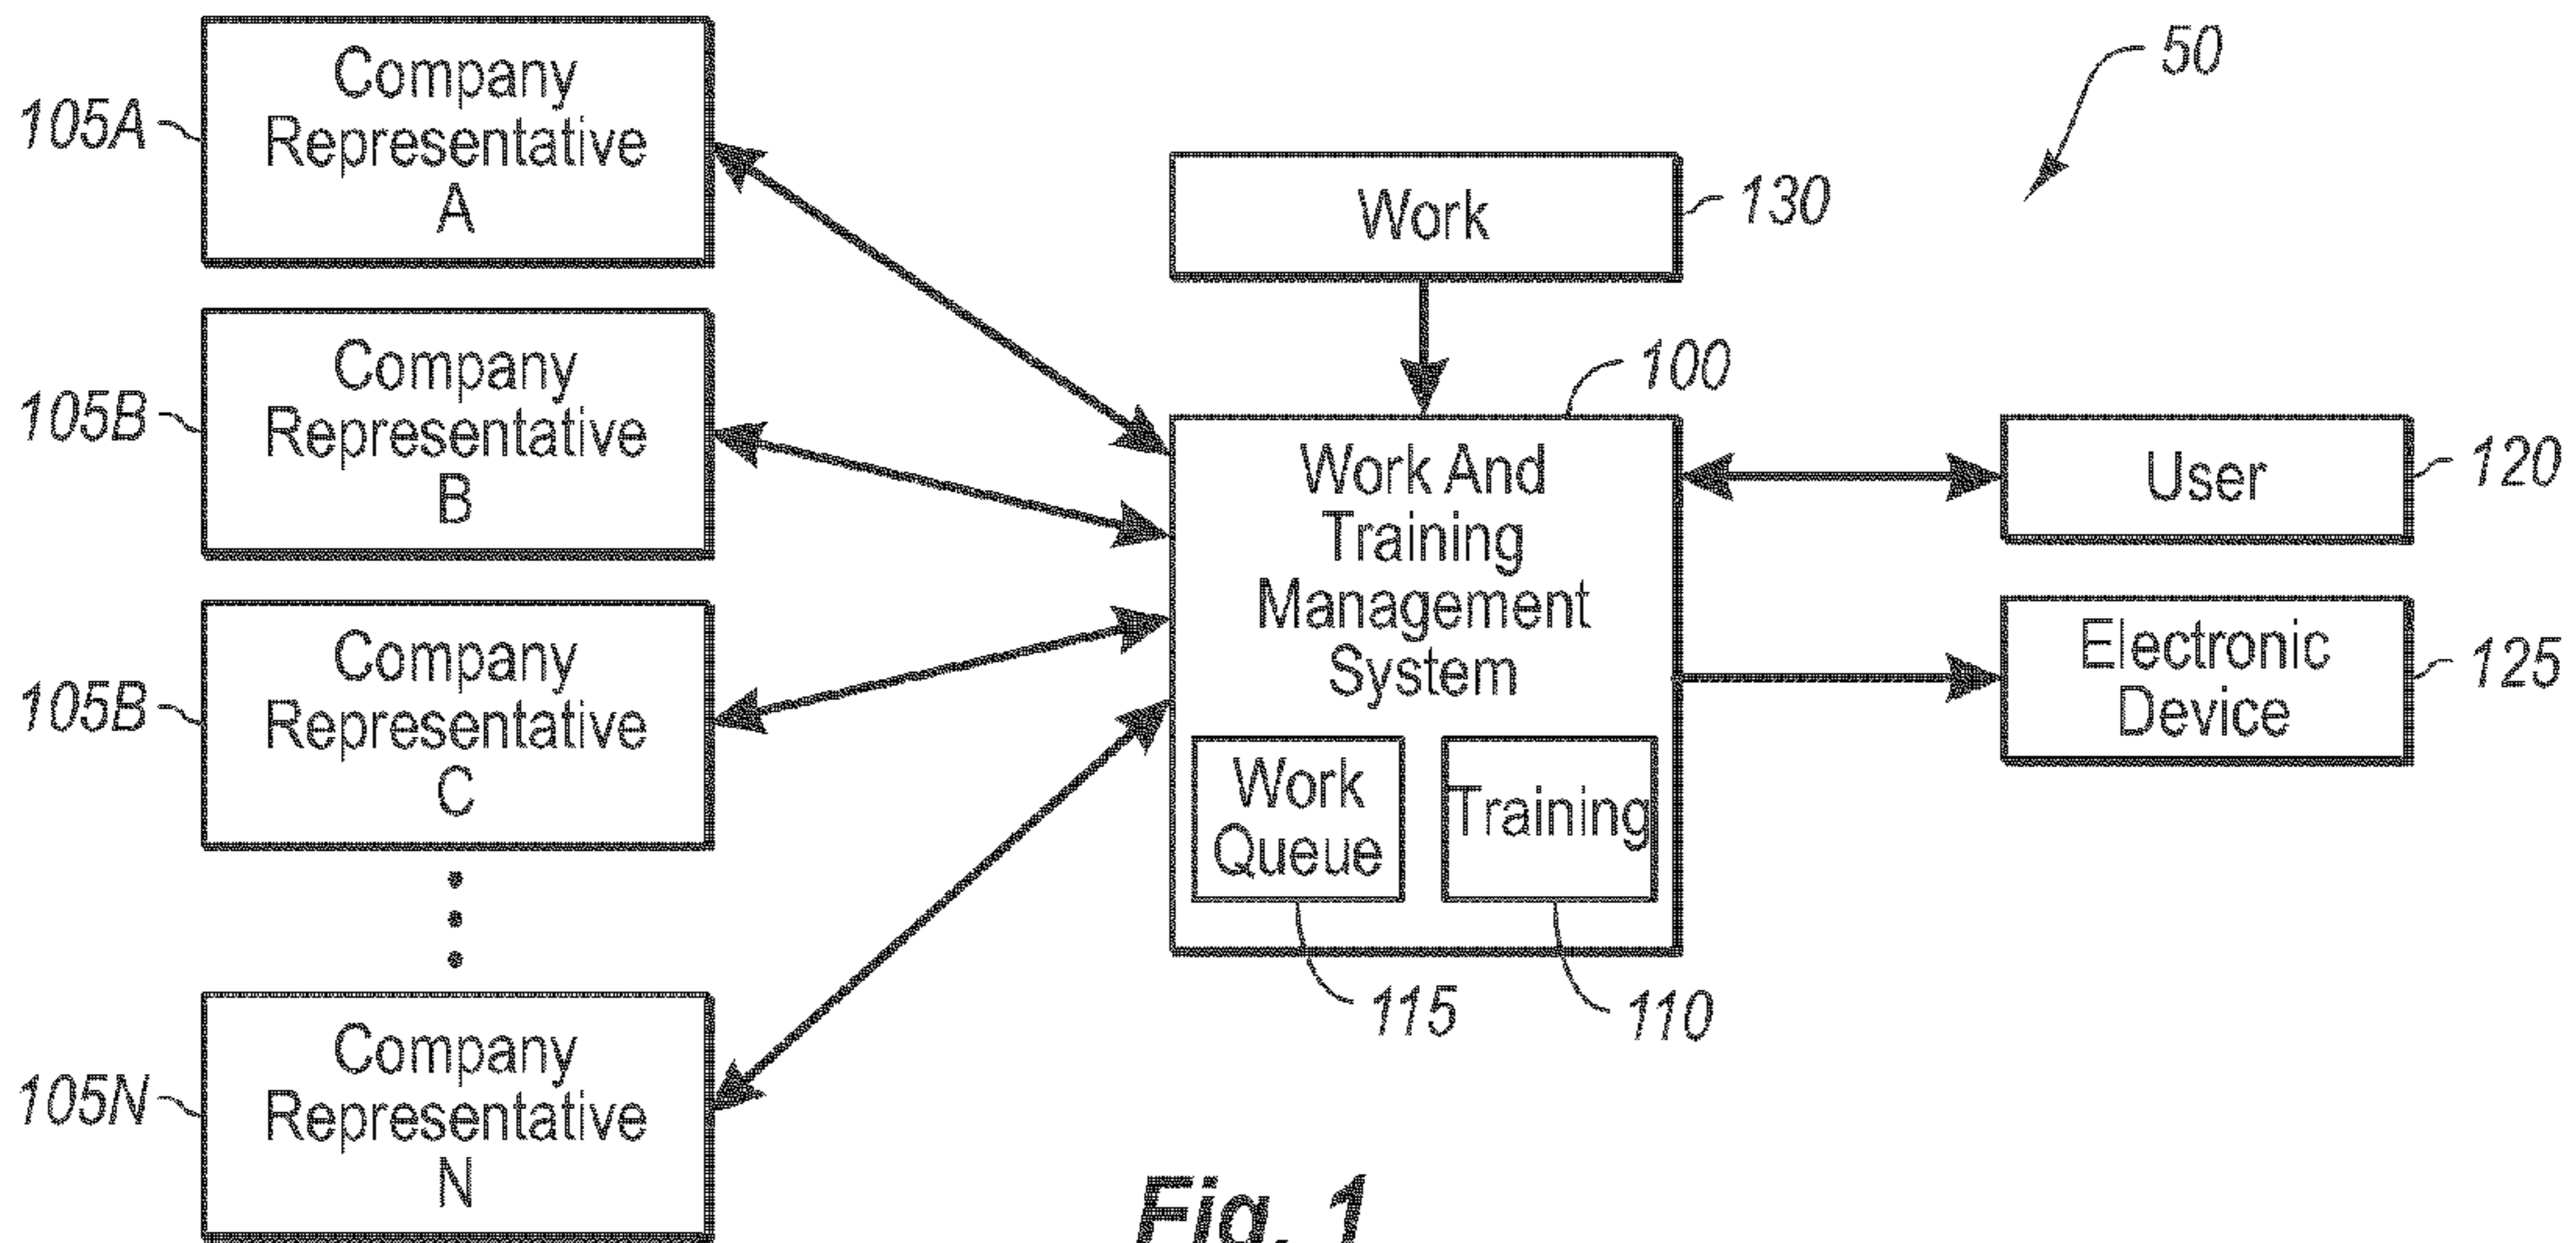 105A
Company
Representative
A
105B
Company
Representative
B
105B
Company
Representative
C
105N
Company
Representative
N
Work
130
50
100
Work And
Training
Management
System
Work
Queue
Training
115
110
User
120
Electronic
Device
125
Fig. 1